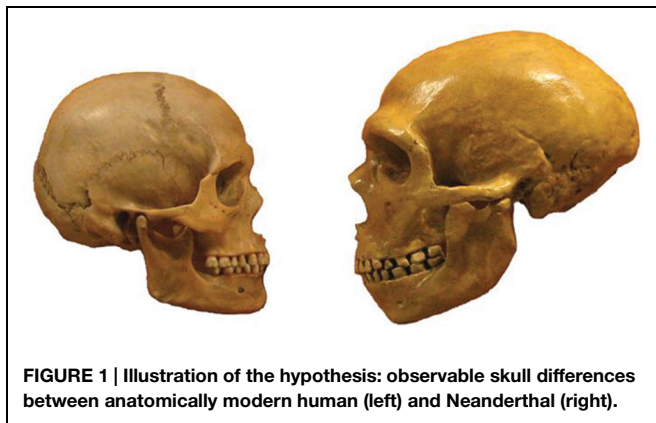 FIGURE 1 | Illustration of the hypothesis: observable skull differences
between anatomically modern human (left) and Neanderthal (right).